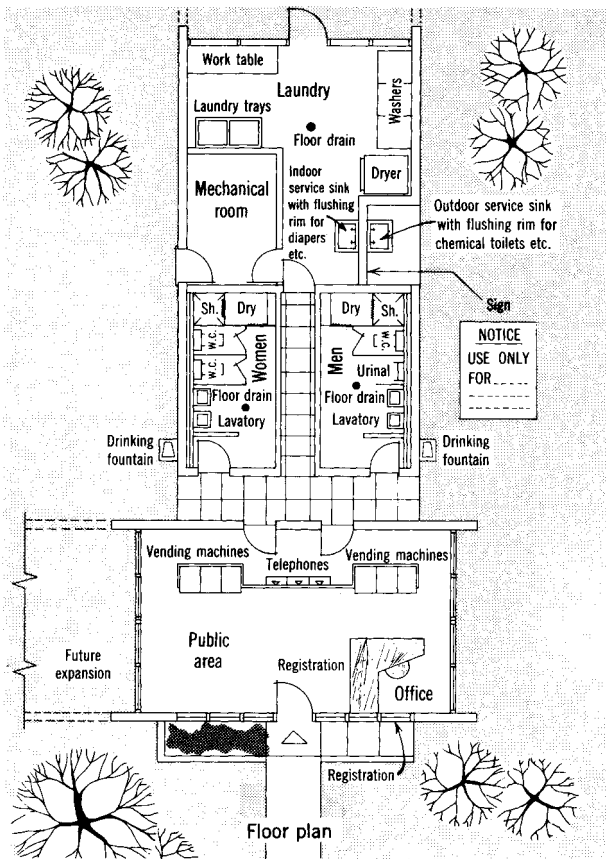 Work table
Laundry
Washers
Laundry trays
Floor drain
Dryer
Mechanical
room
Indoor
service sink
with flushing
rim for
diapers
etc.
Outdoor service sink
with flushing rim for
chemical toilets etc.
Sign
NOTICE
USE ONLY
FOR
Sh.
Dry
Dry
Sh.
W.C.
W.C.
Women
W.C.
Men
Urinal
Floor drain
Lavatory
Floor drain
Lavatory
Drinking
fountain
Drinking
fountain
Vending machines
Telephones
Vending machines
Public
area
Future
expansion
Registration
Office
Registration
Floor plan